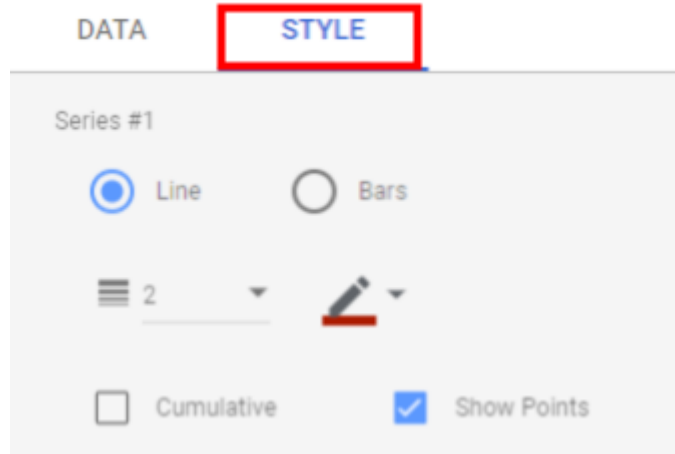 DATA STYLE
Series #1
Line Bars
2
Cumulative Show Points